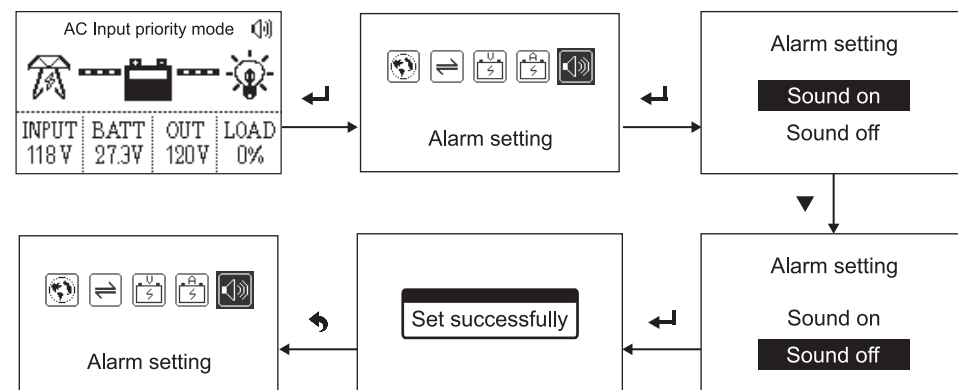 AC Input priority mode
INPUT BATT OUT LOAD
118V 27.3V 120V 0%
V A
Alarm setting
Alarm setting
Sound on
Sound off
Alarm setting
Sound on
Sound off
Set successfully
V A
Alarm setting